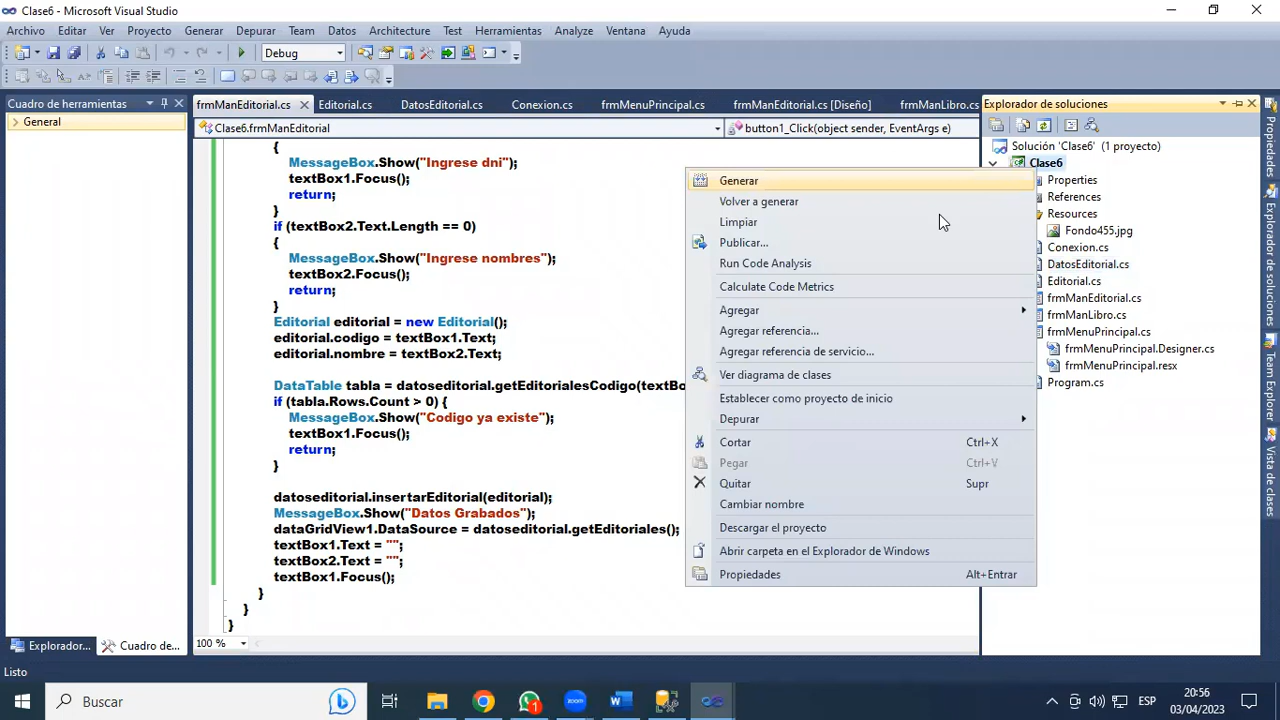 Clase6 - Microsoft Visual Studio
Archivo Editar Ver Proyecto Generar Depurar Team Datos Architecture Test Herramientas Analyze Ventana Ayuda
Debug
Cuadro de herramientas
General
frmManEditorial.cs Editorial.cs DatosEditorial.cs Conexion.cs frmMenuPrincipal.cs frmManEditorial.cs [Diseño] frmManLibro.cs
Clase6.frmManEditorial
button1_Click(object sender, EventArgs e)
{
MessageBox.Show("Ingrese dni");
textBox1.Focus();
return;
}
if (textBox2.Text.Length == 0)
{
MessageBox.Show("Ingrese nombres");
textBox2.Focus();
return;
}
Editorial editorial = new Editorial();
editorial.codigo = textBox1.Text;
editorial.nombre = textBox2.Text;
DataTable tabla = datoseditorial.getEditorialesCodigo(textBo
if (tabla.Rows.Count > 0) {
MessageBox.Show("Codigo ya existe");
textBox1.Focus();
return;
}
datoseditorial.insertarEditorial(editorial);
MessageBox.Show("Datos Grabados");
dataGridView1.DataSource = datoseditorial.getEditoriales();
textBox1.Text = "";
textBox2.Text = "";
textBox1.Focus();
}
}
}
100 %
Generar
Volver a generar
Limpiar
Publicar...
Run Code Analysis
Calculate Code Metrics
Agregar
Agregar referencia...
Agregar referencia de servicio...
Ver diagrama de clases
Establecer como proyecto de inicio
Depurar
Cortar Ctrl+X
Pegar Ctrl+V
Quitar Supr
Cambiar nombre
Descargar el proyecto
Abrir carpeta en el Explorador de Windows
Propiedades Alt+Entrar
Explorador de soluciones
Solución 'Clase6' (1 proyecto)
Clase6
Properties
References
Resources
Fondo455.jpg
Conexion.cs
DatosEditorial.cs
Editorial.cs
frmManEditorial.cs
frmManLibro.cs
frmMenuPrincipal.cs
frmMenuPrincipal.Designer.cs
frmMenuPrincipal.resx
Program.cs
Propiedades
Explorador de soluciones
Team Explorer
Vista de clases
Explorador... Cuadro de...
Listo
Buscar
1
zoom
ESP
20:56
03/04/2023